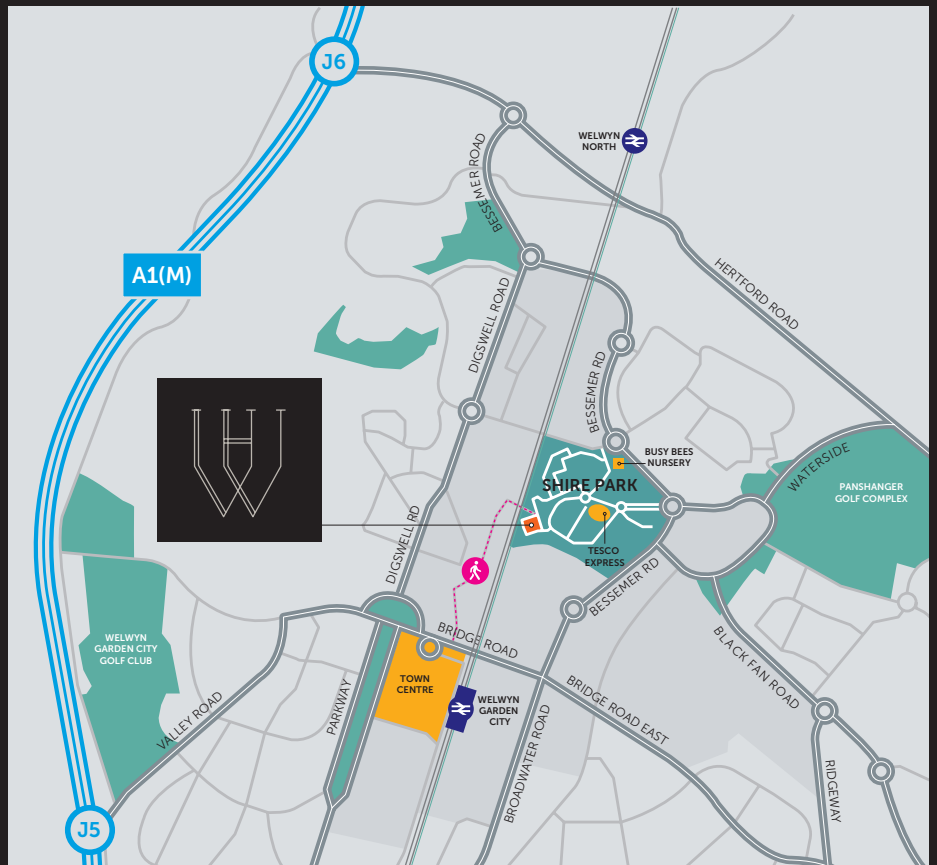 J6
WELWYN
NORTH
BESSEMER ROAD
A1(M)
HERTFORD ROAD
DIGSWELL ROAD
BESSEMER RD
BUSY BEES
NURSERY
WATERSIDE
SHIRE PARK
PANSHANGER
GOLF COMPLEX
DIGSWELL RD
TESCO
EXPRESS
BESSEMER RD
WELWYN
GARDEN CITY
GOLF CLUB
BRIDGE ROAD
BLACK FAN ROAD
TOWN
CENTRE
PARKWAY
WELWYN
GARDEN
CITY
BRIDGE ROAD EAST
VALLEY ROAD
BROADWATER ROAD
RIDGEWAY
J5